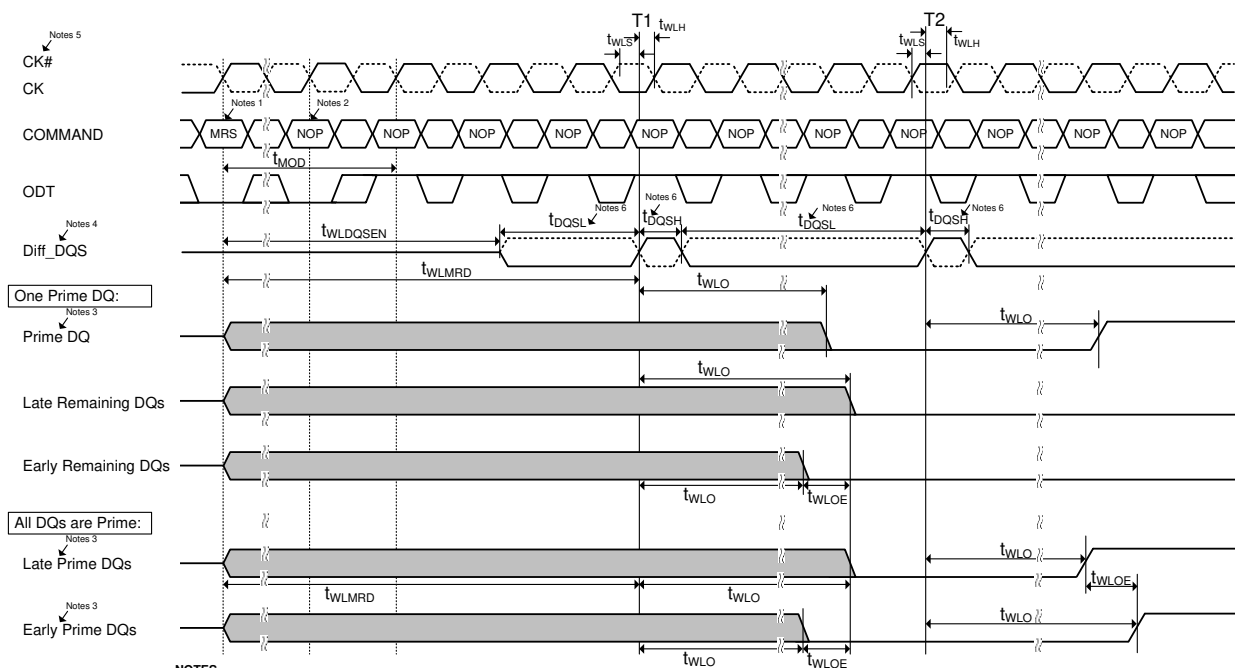 T1
T2
tWLS
tWLH
tWLS
tWLH
Notes 5
CK#
CK
Notes 1
Notes 2
COMMAND
MRS
NOP
NOP
NOP
NOP
NOP
NOP
NOP
NOP
NOP
NOP
NOP
tMOD
ODT
Notes 4
Diff_DQS
tWLDQSEN
tDQSL
Notes 6
tDQSH
Notes 6
tDQSL
Notes 6
tDQSH
Notes 6
tWLMRD
tWLO
One Prime DQ:
Notes 3
Prime DQ
tWLO
tWLO
Late Remaining DQs
Early Remaining DQs
tWLO
tWLOE
All DQs are Prime:
Notes 3
Late Prime DQs
tWLO
tWLMRD
tWLO
tWLOE
Notes 3
Early Prime DQs
tWLO
tWLO
tWLOE
NOTES